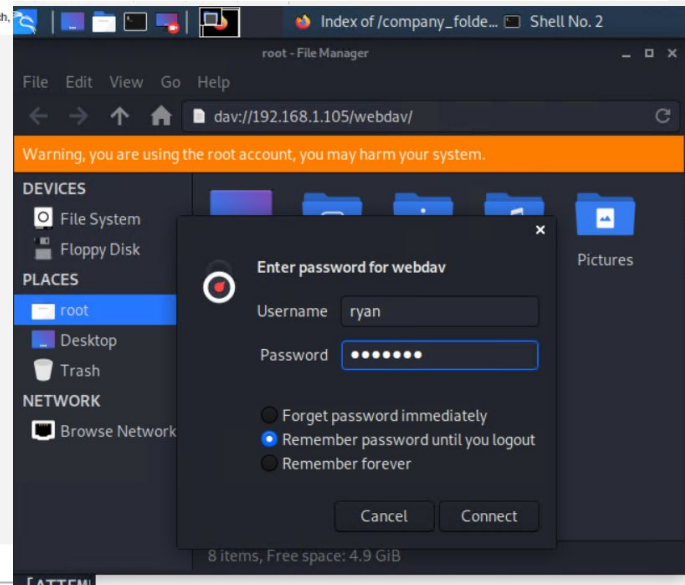 th,
Index of /company_folde... Shell No. 2
root - File Manager
File Edit View Go Help
dav://192.168.1.105/webdav/
Warning, you are using the root account, you may harm your system.
DEVICES
File System
Floppy Disk
PLACES
root
Desktop
Trash
NETWORK
Browse Network
Pictures
Enter password for webdav
Username ryan
Password •••••••
Forget password immediately
Remember password until you logout
Remember forever
Cancel Connect
8 items, Free space: 4.9 GiB